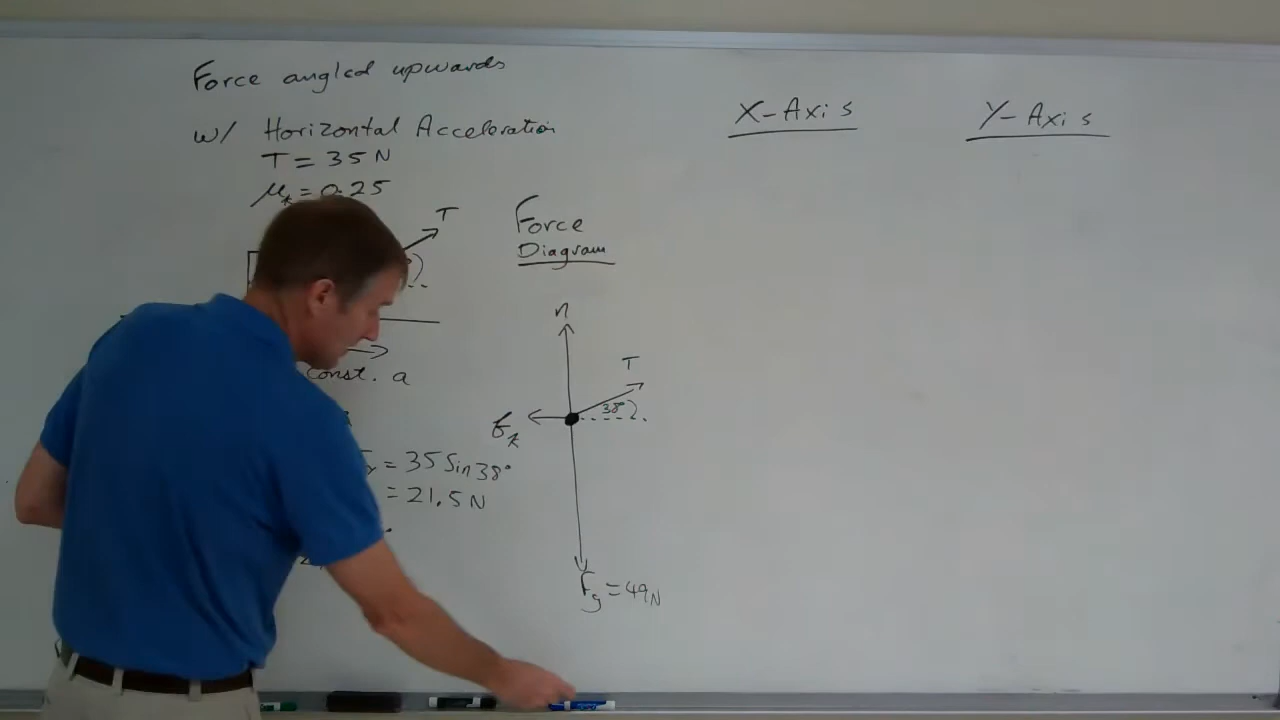 Force angled upwards
w/ Horizontal Acceleration
T = 35 N
μk = 0.25
T
const. a
y = 35 Sin 38°
= 21.5 N
Force
Diagram
n
T
38°
fk
Fg = 49N
X-Axis
Y-Axis